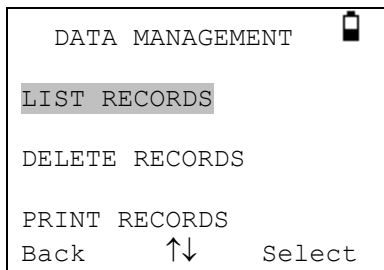 DATA MANAGEMENT
LIST RECORDS
DELETE RECORDS
PRINT RECORDS
Back ↑↓ Select